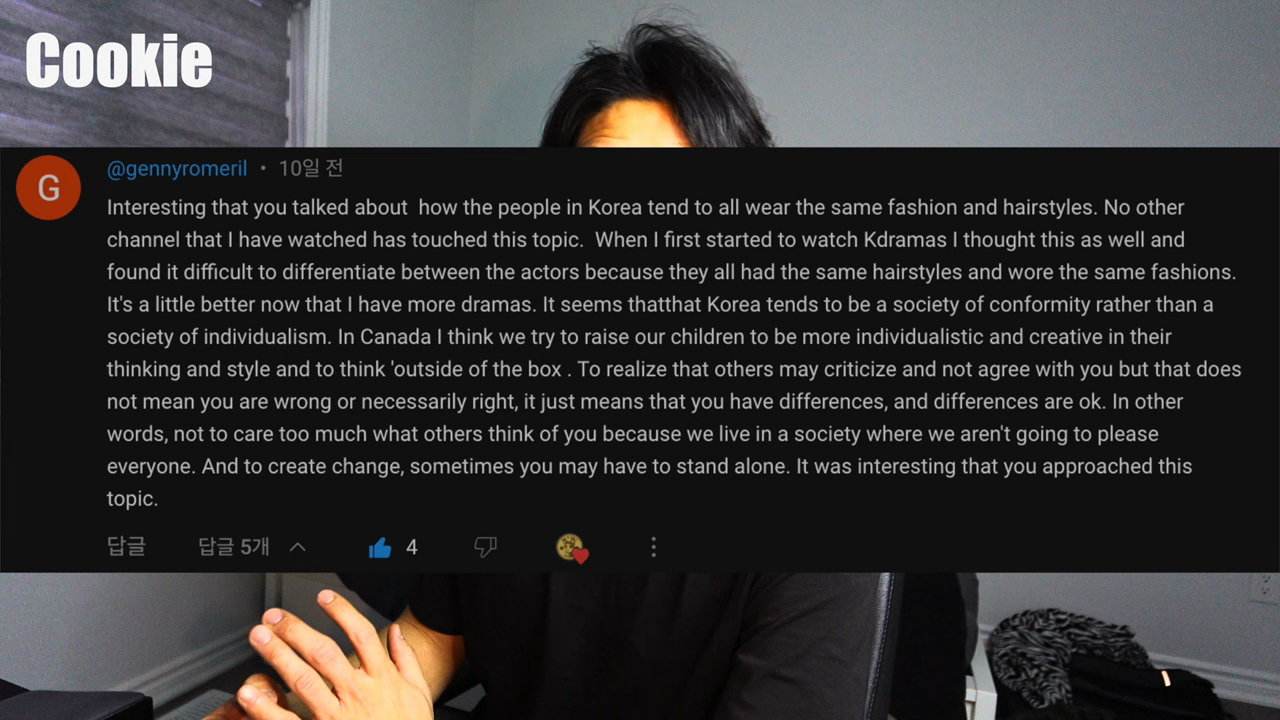 Cookie
G
@gennyromeril • 10일 전
Interesting that you talked about  how the people in Korea tend to all wear the same fashion and hairstyles. No other
channel that I have watched has touched this topic.  When I first started to watch Kdramas I thought this as well and
found it difficult to differentiate between the actors because they all had the same hairstyles and wore the same fashions.
It's a little better now that I have more dramas. It seems thatthat Korea tends to be a society of conformity rather than a
society of individualism. In Canada I think we try to raise our children to be more individualistic and creative in their
thinking and style and to think 'outside of the box . To realize that others may criticize and not agree with you but that does
not mean you are wrong or necessarily right, it just means that you have differences, and differences are ok. In other
words, not to care too much what others think of you because we live in a society where we aren't going to please
everyone. And to create change, sometimes you may have to stand alone. It was interesting that you approached this
topic.
답글 답글 5개 4